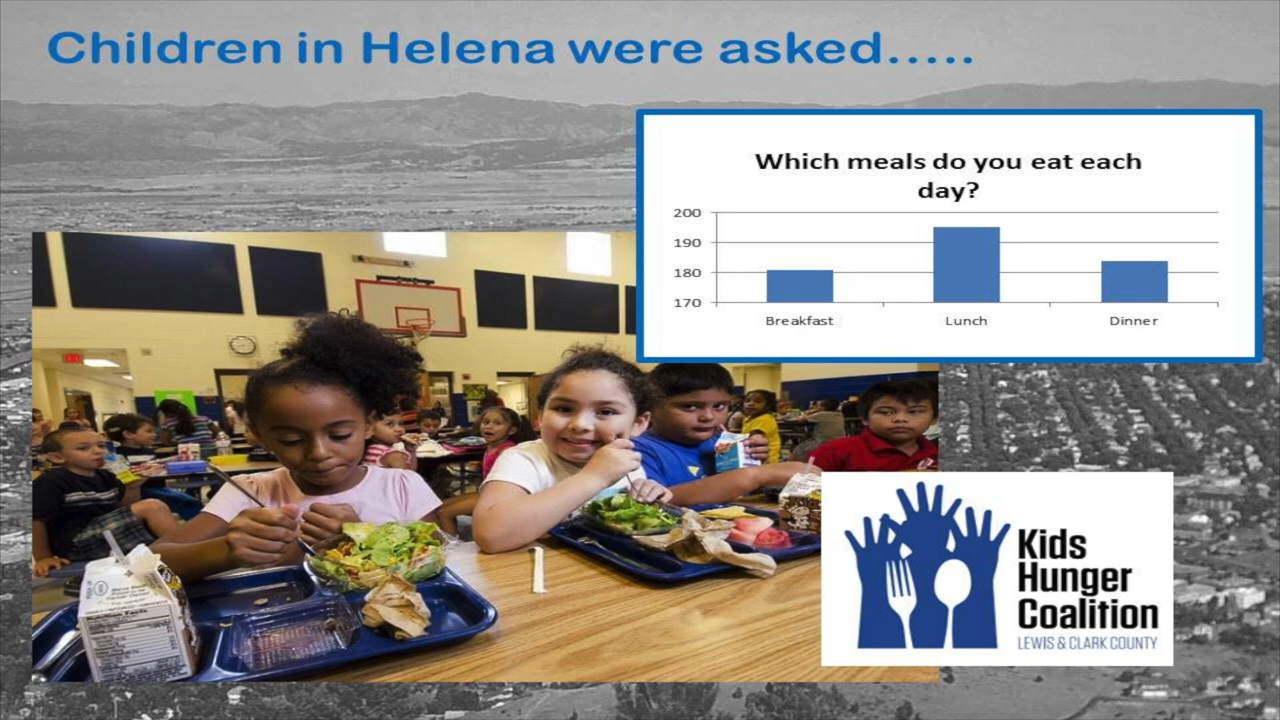 Children in Helena were asked.....
Which meals do you eat each
day?
200
190
180
170
Breakfast
Lunch
Dinner
Kids
Hunger
Coalition
LEWIS & CLARK COUNTY